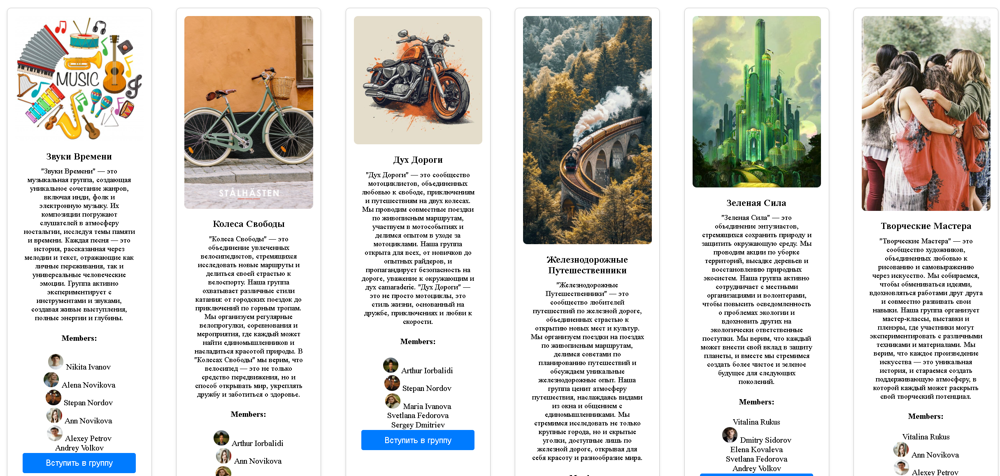 MUSIC
Звуки Времени
"Звуки Времени" — это
музыкальная группа, создающая
уникальное сочетание жанров,
включая инди, фолк и
электронную музыку. Их
композиции погружают
слушателей в атмосферу
ностальгии, исследуя темы памяти
и времени. Каждая песня — это
история, рассказанная через
мелодии и текст, отражающие как
личные переживания, так и
универсальные человеческие
эмоции. Группа активно
экспериментирует с
инструментами и звуками,
создавая живые выступления,
полные энергии и глубины.
Members:
Nikita Ivanov
Alena Novikova
Stepan Nordov
Ann Novikova
Alexey Petrov
Andrey Volkov
Вступить в группу
STÅLHÄSTEN
Колеса Свободы
"Колеса Свободы" — это
объединение увлеченных
велосипедистов, стремящихся
исследовать новые маршруты и
делиться своей страстью к
велоспорту. Наша группа
охватывает различные стили
катания: от городских поездок до
приключений по горным тропам.
Мы организуем регулярные
велопрогулки, соревнования и
мероприятия, где каждый может
найти единомышленников и
насладиться красотой природы. В
"Колесах Свободы" мы верим, что
велосипед — это не только
средство передвижения, но и
способ открывать мир, укреплять
дружбу и заботиться о здоровье.
Members:
Arthur Iorbalidi
Ann Novikova
Дух Дороги
"Дух Дороги" — это сообщество
мотоциклистов, объединенных
любовью к свободе, приключениям
и путешествиям на двух колесах.
Мы проводим совместные поездки
по живописным маршрутам,
участвуем в мотособытиях и
делимся опытом в уходе за
мотоциклами. Наша группа
открыта для всех, от новичков до
опытных райдеров, и
пропагандирует безопасность на
дороге, уважение к окружающим и
дух camaraderie. "Дух Дороги" —
это не просто мотоциклы, это
стиль жизни, основанный на
дружбе, приключениях и любви к
скорости.
Members:
Arthur Iorbalidi
Stepan Nordov
Maria Ivanova
Svetlana Fedorova
Sergey Dmitriev
Вступить в группу
Железнодорожные
Путешественники
"Железнодорожные
Путешественники" — это
сообщество любителей
путешествий по железной дороге,
объединенных страстью к
открытию новых мест и культур.
Мы организуем поездки на поездах
по живописным маршрутам,
делимся советами по
планированию путешествий и
обсуждаем уникальные
железнодорожные опыт. Наша
группа ценит атмосферу
путешествия, наслаждаясь видами
из окна и общением с
единомышленниками. Мы
стремимся исследовать не только
крупные города, но и скрытые
уголки, доступные лишь по
железной дороге, открывая для
себя красоту и разнообразие мира.
Зеленая Сила
"Зеленая Сила" — это
объединение энтузиастов,
стремящихся сохранить природу и
защитить окружающую среду. Мы
проводим акции по уборке
территорий, высадке деревьев и
восстановлению природных
экосистем. Наша группа активно
сотрудничает с местными
организациями и волонтерами,
чтобы повысить осведомленность
о проблемах экологии и
вдохновить других на
экологически ответственные
поступки. Мы верим, что каждый
может внести свой вклад в защиту
планеты, и вместе мы стремимся
создать более чистое и зеленое
будущее для следующих
поколений.
Members:
Vitalina Rukus
Dmitry Sidorov
Elena Kovaleva
Svetlana Fedorova
Andrey Volkov
Творческие Мастера
"Творческие Мастера" — это
сообщество художников,
объединенных любовью к
рисованию и самовыражению
через искусство. Мы собираемся,
чтобы обмениваться идеями,
вдохновляться работами друг друга
и совместно развивать свои
навыки. Наша группа организует
мастер-классы, выставки и
пленэры, где участники могут
экспериментировать с различными
техниками и материалами. Мы
верим, что каждое произведение
искусства — это уникальная
история, и стараемся создать
поддерживающую атмосферу, в
которой каждый может раскрыть
свой творческий потенциал.
Members:
Vitalina Rukus
Ann Novikova
Alexey Petrov